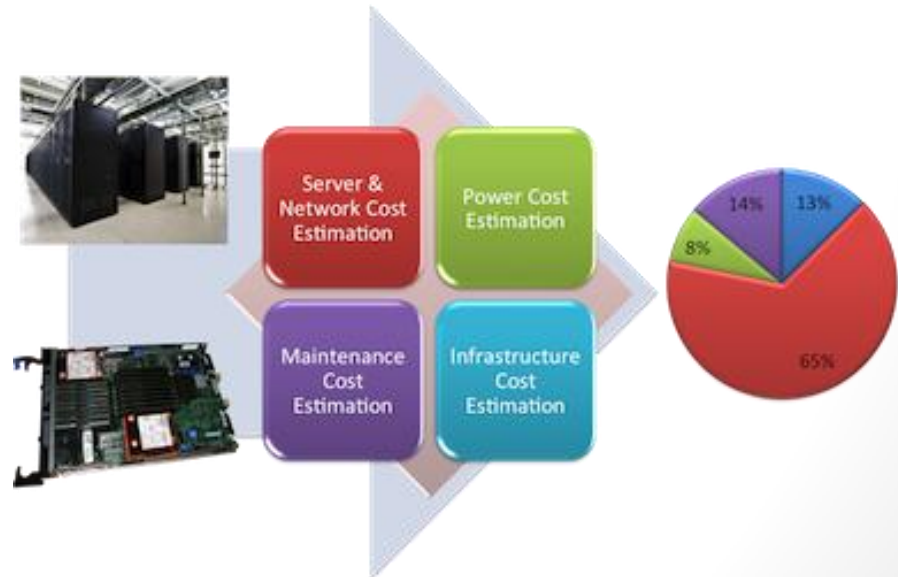 Server &
Network Cost
Estimation
Power Cost
Estimation
Maintenance
Cost
Estimation
Infrastructure
Cost
Estimation
14%
13%
8%
65%